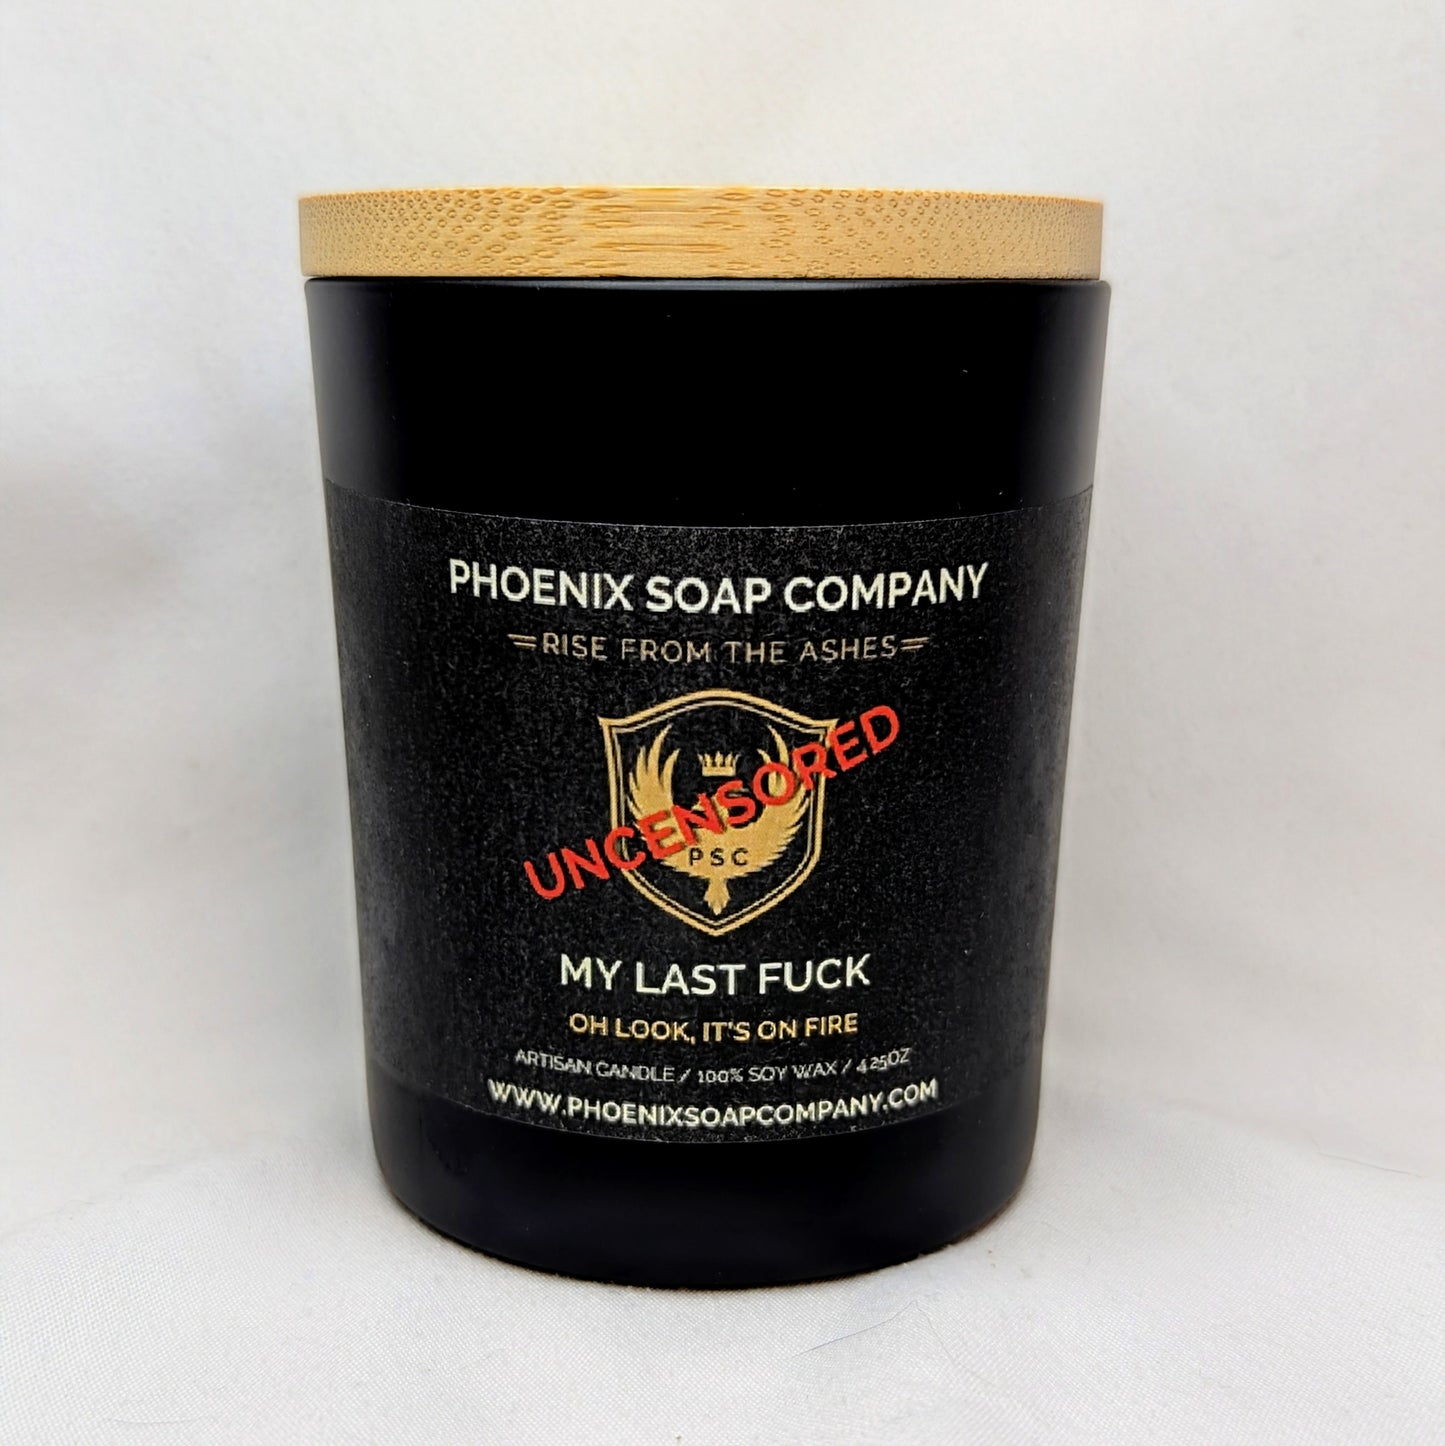 PHOENIX SOAP COMPANY
RISE FROM THE ASHES
UNCENSORED
PSC
MY LAST FUCK
OH LOOK, IT'S ON FIRE
ARTISAN CANDLE / 100% SOY WAX / 4.25OZ
WWW.PHOENIXSOAPCOMPANY.COM